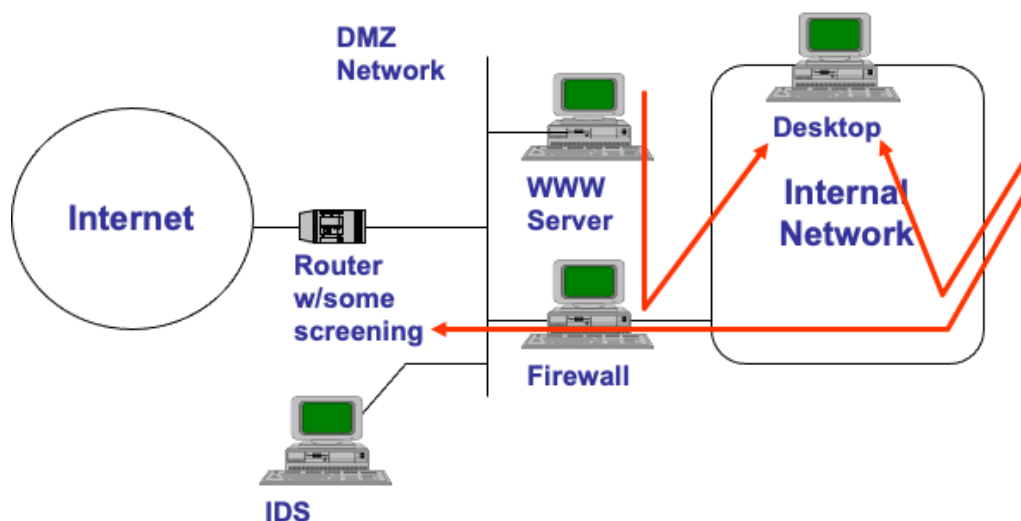 DMZ
Network
Desktop
WWW
Server
Internal
Network
Internet
Router
w/some
screening
Firewall
IDS